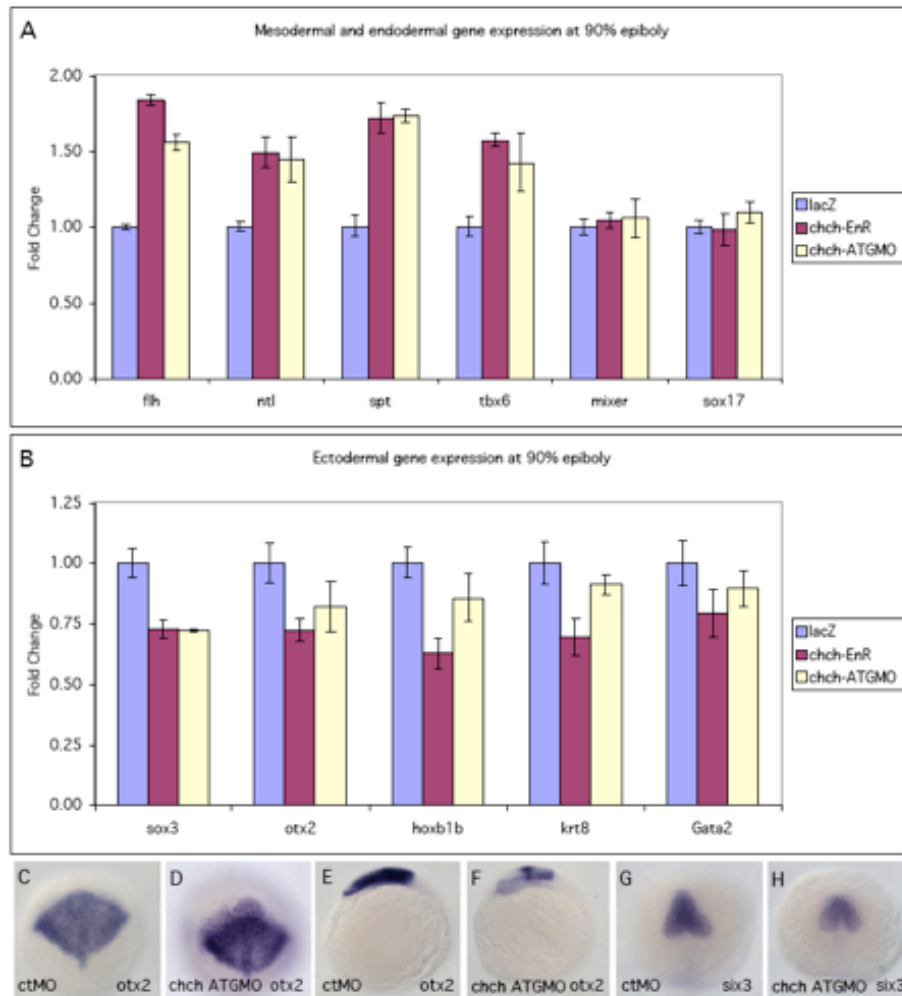 A
Mesodermal and endodermal gene expression at 90% epiboly
2.00
1.50
1.00
0.50
0.00
Fold Change
flh ntl spt tbx6 mixer sox17
lacZ
chch-EnR
chch-ATGMO
B
Ectodermal gene expression at 90% epiboly
1.25
1.00
0.75
0.50
0.25
0.00
Fold Change
sox3 otx2 hoxb1b krt8 Gata2
lacZ
chch-EnR
chch-ATGMO
C D E F G H
ctMO otx2 chch ATGMO otx2 ctMO otx2 chch ATGMO otx2 ctMO six3 chch ATGMO six3